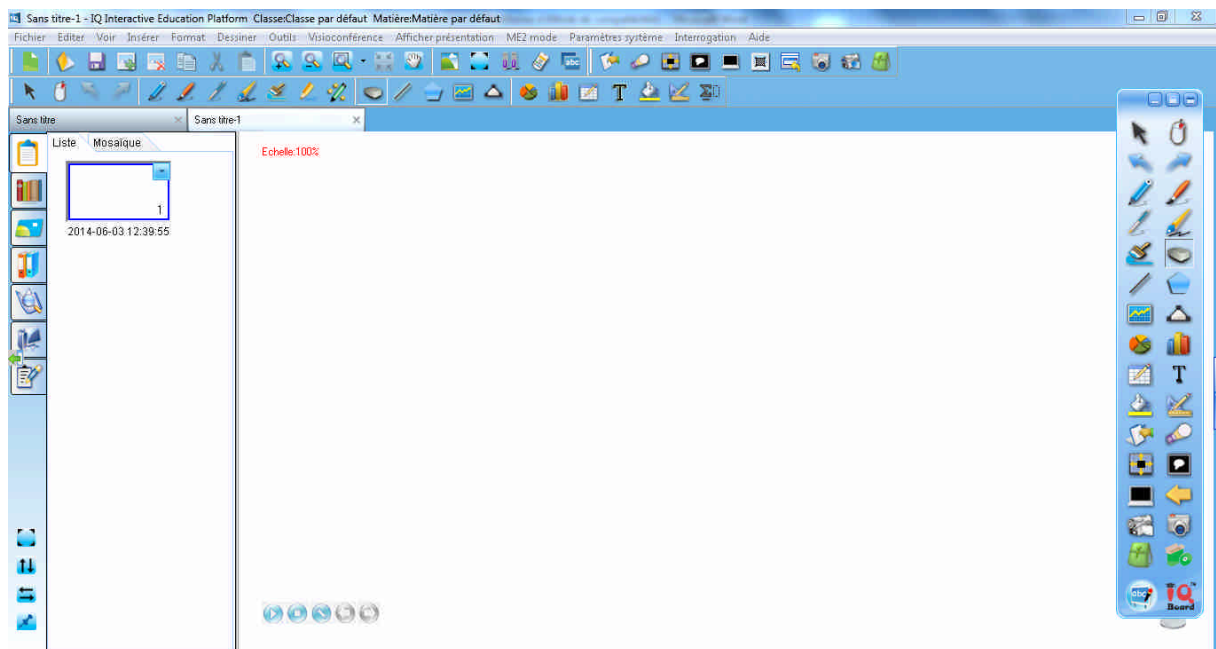 Sans titre-1 - IQ Interactive Education Platform Classe:Classe par défaut Matière:Matière par défaut
Fichier Editer Voir Insérer Format Dessiner Outils Visioconférence Afficher présentation ME2 mode Paramètres système Interrogation Aide
abc
T
Sans titre Sans titre-1
Liste Mosaïque
Echelle:100%
1
2014-06-03 12:39:55
T
abc
IQ
Board